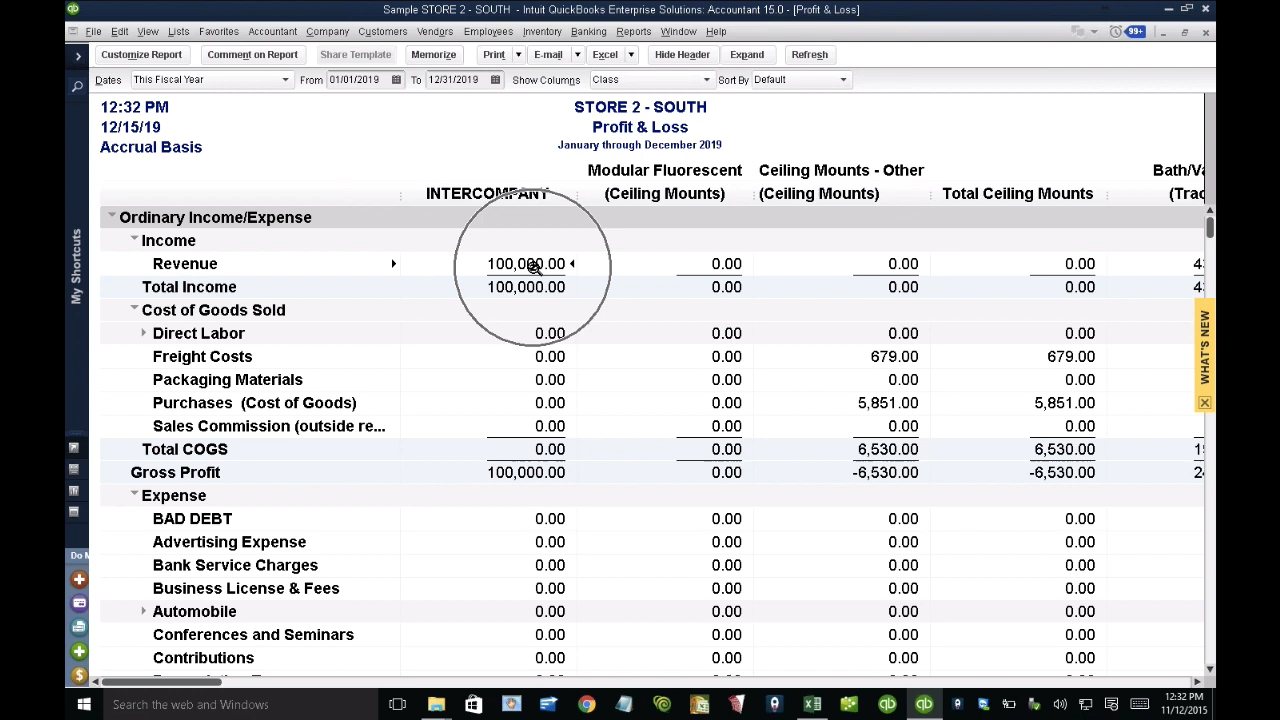 Sample STORE 2 - SOUTH - Intuit QuickBooks Enterprise Solutions: Accountant 15.0 - [Profit & Loss]
File Edit View Lists Favorites Accountant Company Customers Vendors Employees Inventory Banking Reports Window Help 99+
Customize Report Comment on Report Share Template Memorize Print E-mail Excel Hide Header Expand Refresh
Dates This Fiscal Year From 01/01/2019 To 12/31/2019 Show Columns Class Sort By Default
12:32 PM STORE 2 - SOUTH
12/15/19 Profit & Loss
Accrual Basis January through December 2019
Modular Fluorescent Ceiling Mounts - Other
INTERCOMPANY (Ceiling Mounts) (Ceiling Mounts) Total Ceiling Mounts
Ordinary Income/Expense
Income
Revenue 100,000.00 0.00 0.00 0.00
Total Income 100,000.00 0.00 0.00 0.00
Cost of Goods Sold
Direct Labor 0.00 0.00 0.00 0.00
Freight Costs 0.00 0.00 679.00 679.00
Packaging Materials 0.00 0.00 0.00 0.00
Purchases (Cost of Goods) 0.00 0.00 5,851.00 5,851.00
Sales Commission (outside re... 0.00 0.00 0.00 0.00
Total COGS 0.00 0.00 6,530.00 6,530.00
Gross Profit 100,000.00 0.00 -6,530.00 -6,530.00
Expense
BAD DEBT 0.00 0.00 0.00 0.00
Advertising Expense 0.00 0.00 0.00 0.00
Bank Service Charges 0.00 0.00 0.00 0.00
Business License & Fees 0.00 0.00 0.00 0.00
Automobile 0.00 0.00 0.00 0.00
Conferences and Seminars 0.00 0.00 0.00 0.00
Contributions 0.00 0.00 0.00 0.00
My Shortcuts
Do M
WHAT'S NEW
Search the web and Windows
12:32 PM
11/12/2015